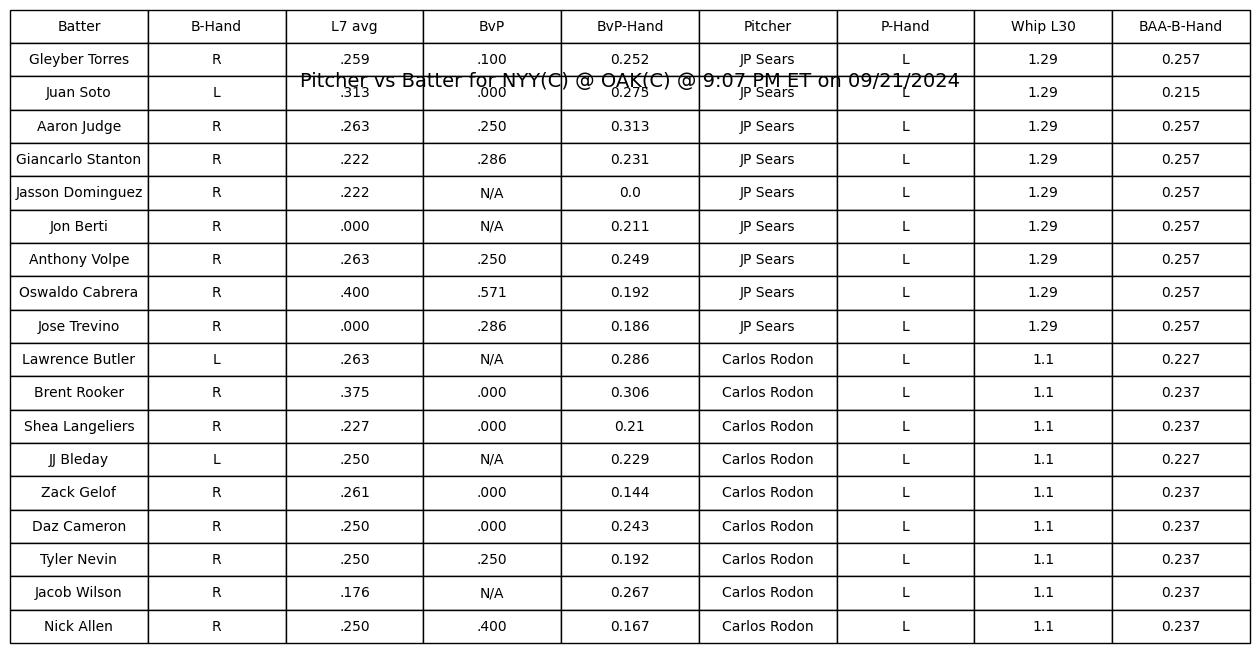 Batter B-Hand L7 avg BvP BvP-Hand Pitcher P-Hand Whip L30 BAA-B-Hand
Gleyber Torres R .259 .100 0.252 JP Sears L 1.29 0.257
Pitcher vs Batter for NYY(C) @ OAK(C) @ 9:07 PM ET on 09/21/2024
Juan Soto L .313 .000 0.275 JP Sears L 1.29 0.215
Aaron Judge R .263 .250 0.313 JP Sears L 1.29 0.257
Giancarlo Stanton R .222 .286 0.231 JP Sears L 1.29 0.257
Jasson Dominguez R .222 N/A 0.0 JP Sears L 1.29 0.257
Jon Berti R .000 N/A 0.211 JP Sears L 1.29 0.257
Anthony Volpe R .263 .250 0.249 JP Sears L 1.29 0.257
Oswaldo Cabrera R .400 .571 0.192 JP Sears L 1.29 0.257
Jose Trevino R .000 .286 0.186 JP Sears L 1.29 0.257
Lawrence Butler L .263 N/A 0.286 Carlos Rodon L 1.1 0.227
Brent Rooker R .375 .000 0.306 Carlos Rodon L 1.1 0.237
Shea Langeliers R .227 .000 0.21 Carlos Rodon L 1.1 0.237
JJ Bleday L .250 N/A 0.229 Carlos Rodon L 1.1 0.227
Zack Gelof R .261 .000 0.144 Carlos Rodon L 1.1 0.237
Daz Cameron R .250 .000 0.243 Carlos Rodon L 1.1 0.237
Tyler Nevin R .250 .250 0.192 Carlos Rodon L 1.1 0.237
Jacob Wilson R .176 N/A 0.267 Carlos Rodon L 1.1 0.237
Nick Allen R .250 .400 0.167 Carlos Rodon L 1.1 0.237